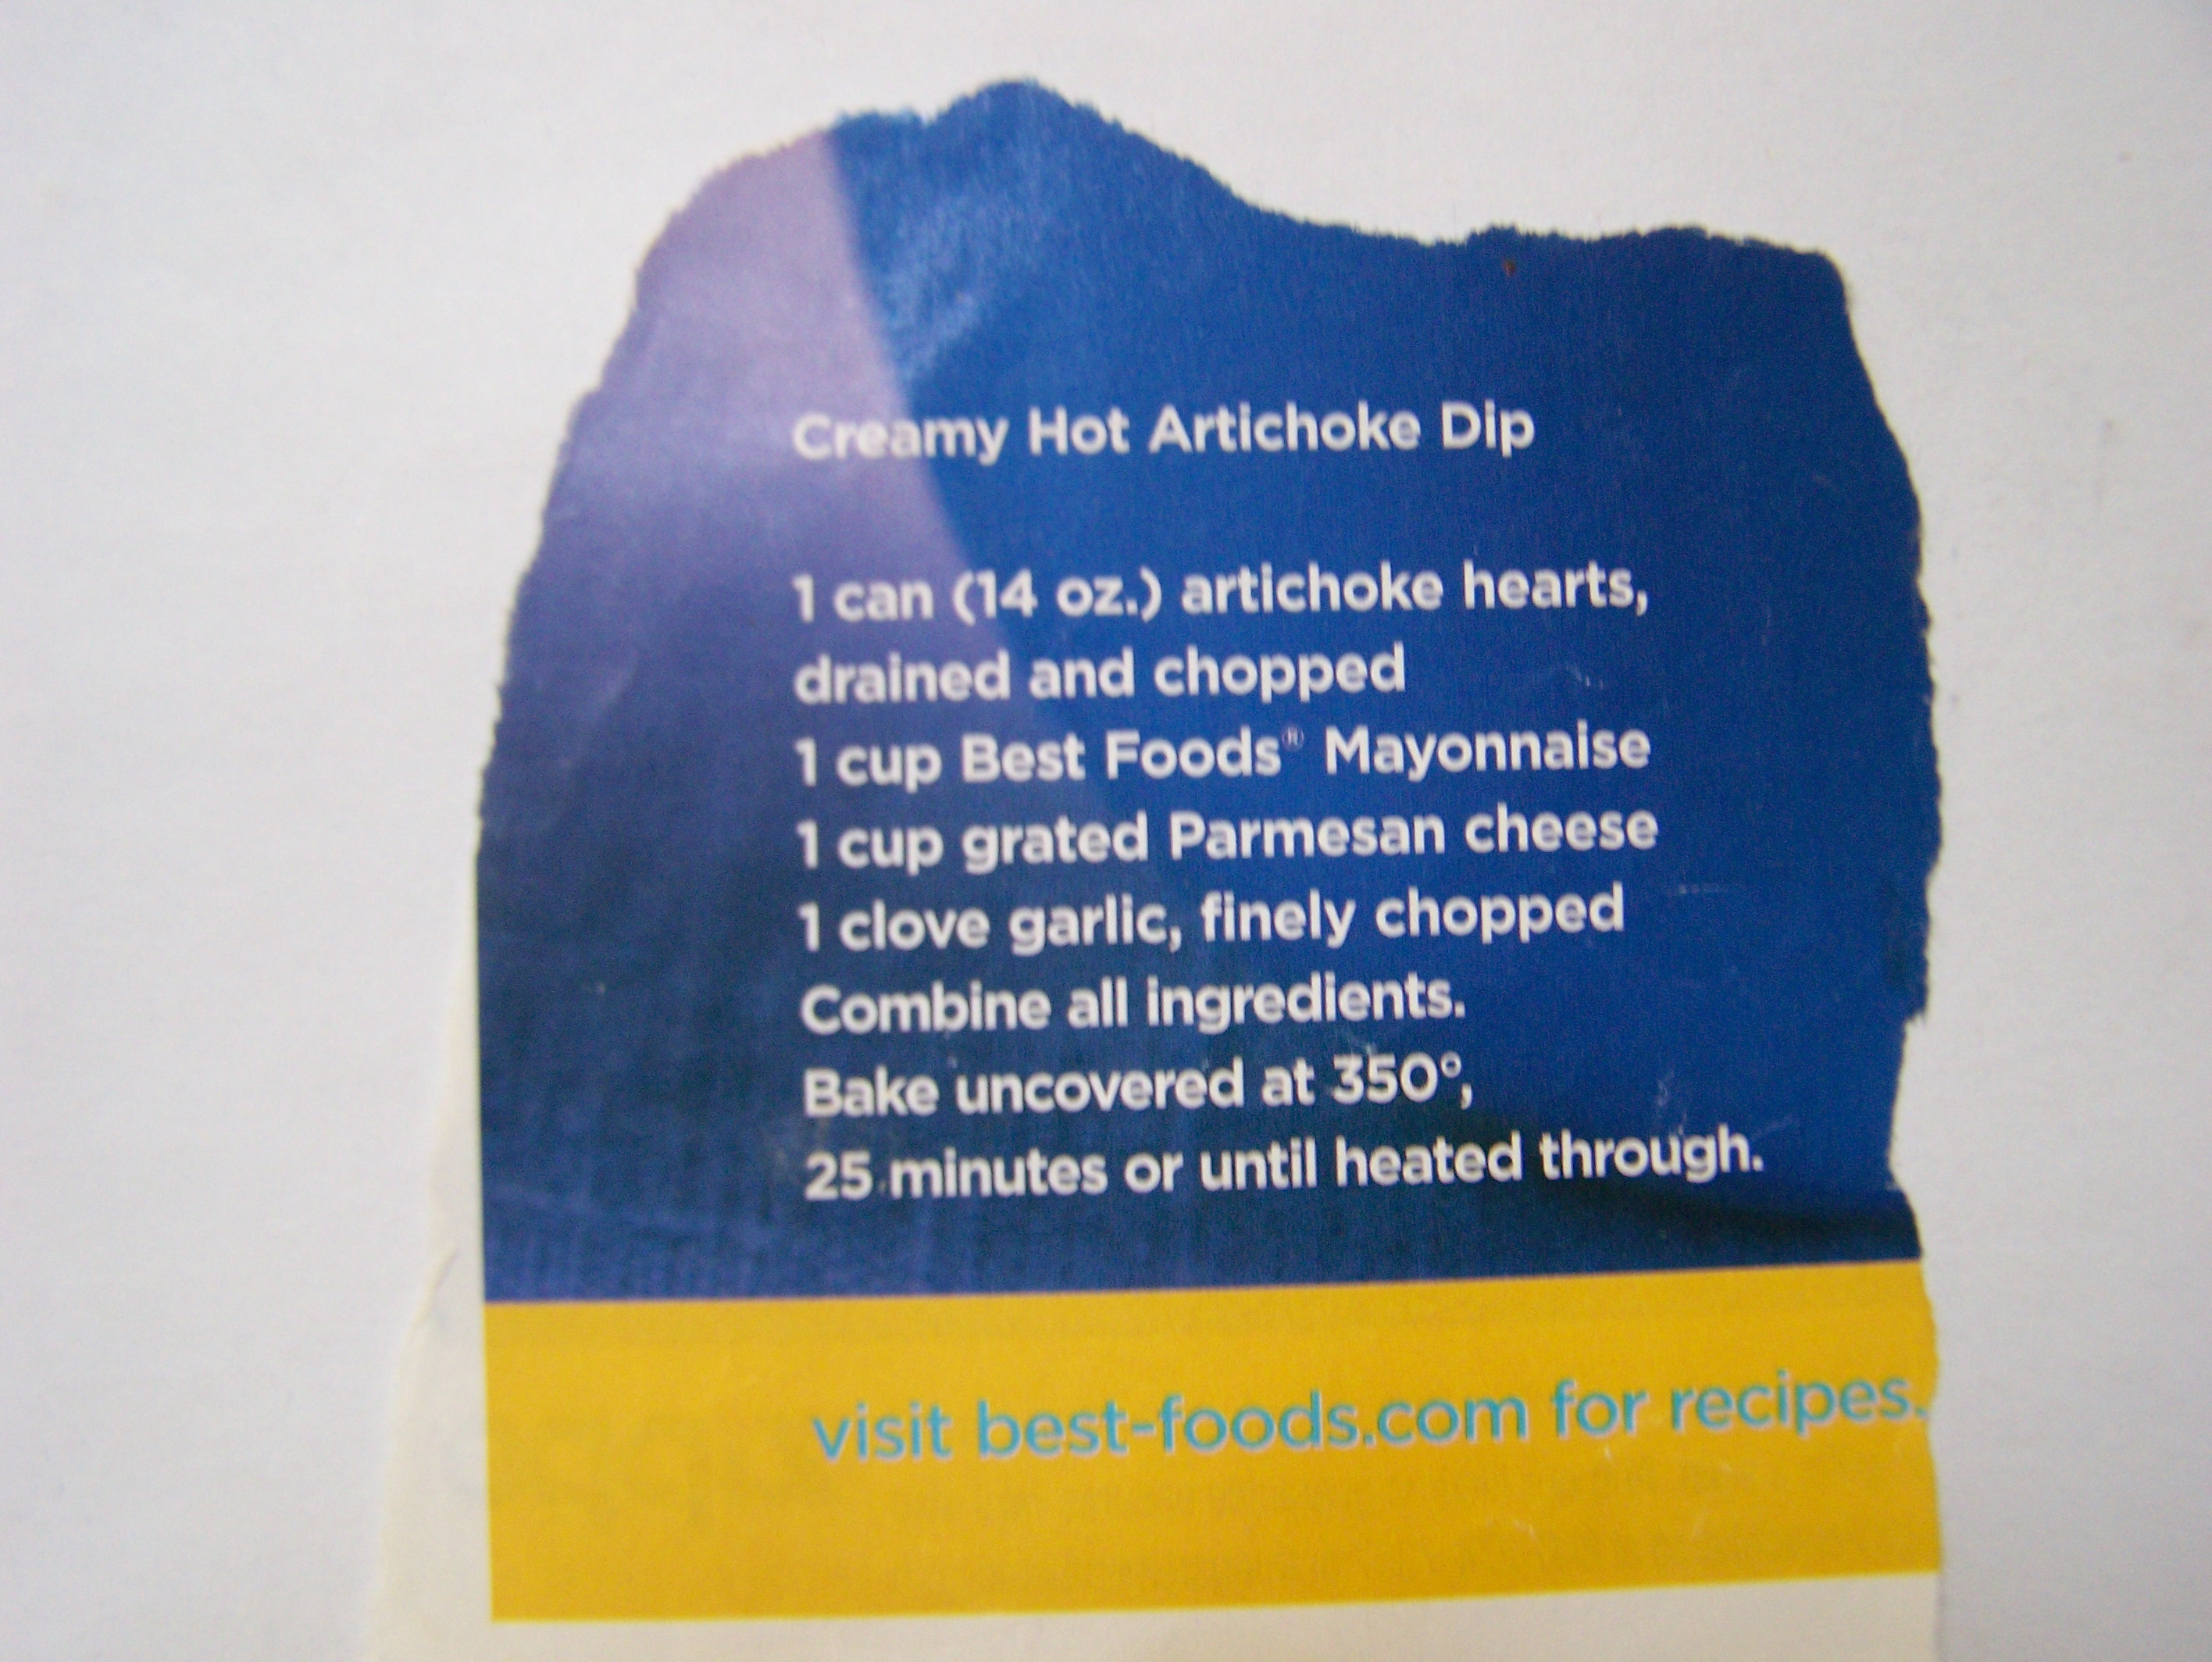 Creamy Hot Artichoke Dip
1 can (14 oz.) artichoke hearts,
drained and chopped
1 cup Best Foods® Mayonnaise
1 cup grated Parmesan cheese
1 clove garlic, finely chopped
Combine all ingredients.
Bake uncovered at 350°,
25 minutes or until heated through.
visit best-foods.com for recipes.